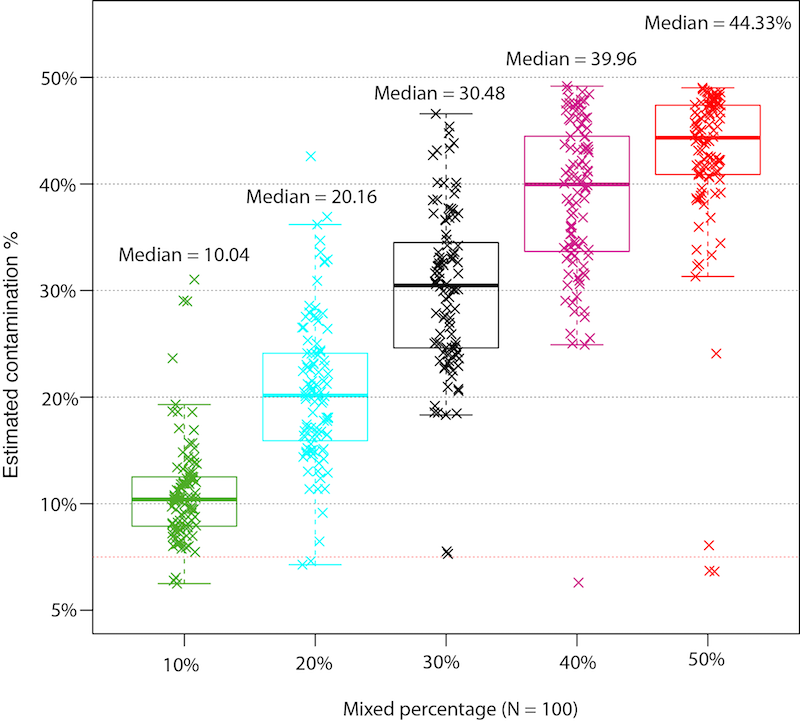 Median = 44.33%
Median = 39.96
Median = 30.48
Median = 20.16
Median = 10.04
Estimated contamination %
50%
40%
30%
20%
10%
5%
10%
20%
30%
40%
50%
Mixed percentage (N = 100)